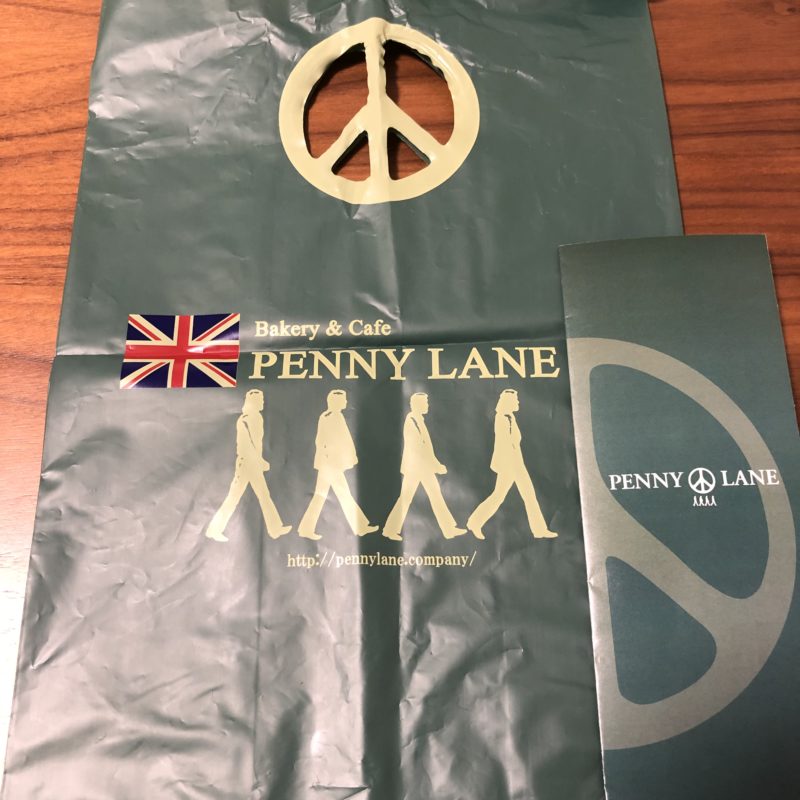 Bakery & Cafe
PENNY LANE
http://pennylane.company/
PENNY LANE